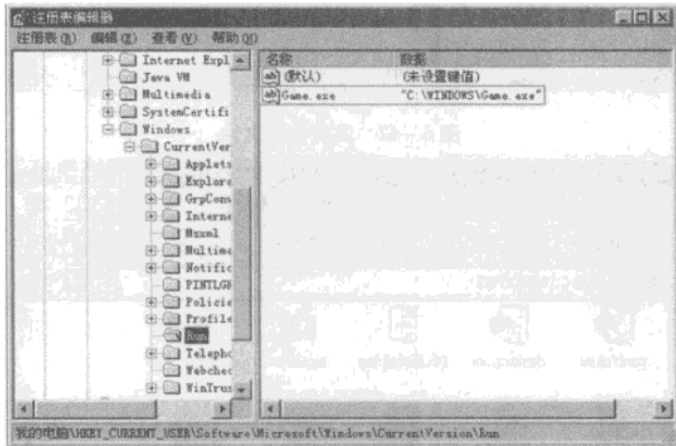 注册表编辑器
注册表(R) 编辑(E) 查看(V) 帮助(H)
Internet Expl
Java VM
Multimedia
SystemCertifi
Windows
CurrentVer
Applets
Explore
GrpConv
Interne
Msxml
Multime
Notific
PINTLGN
Policie
Profile
Run
Telepho
Webchec
WinTrus
名称 数据
(默认) (未设置键值)
Game.exe "C:\WINDOWS\Game.exe"
我的电脑\HKEY_CURRENT_USER\Software\Microsoft\Windows\CurrentVersion\Run